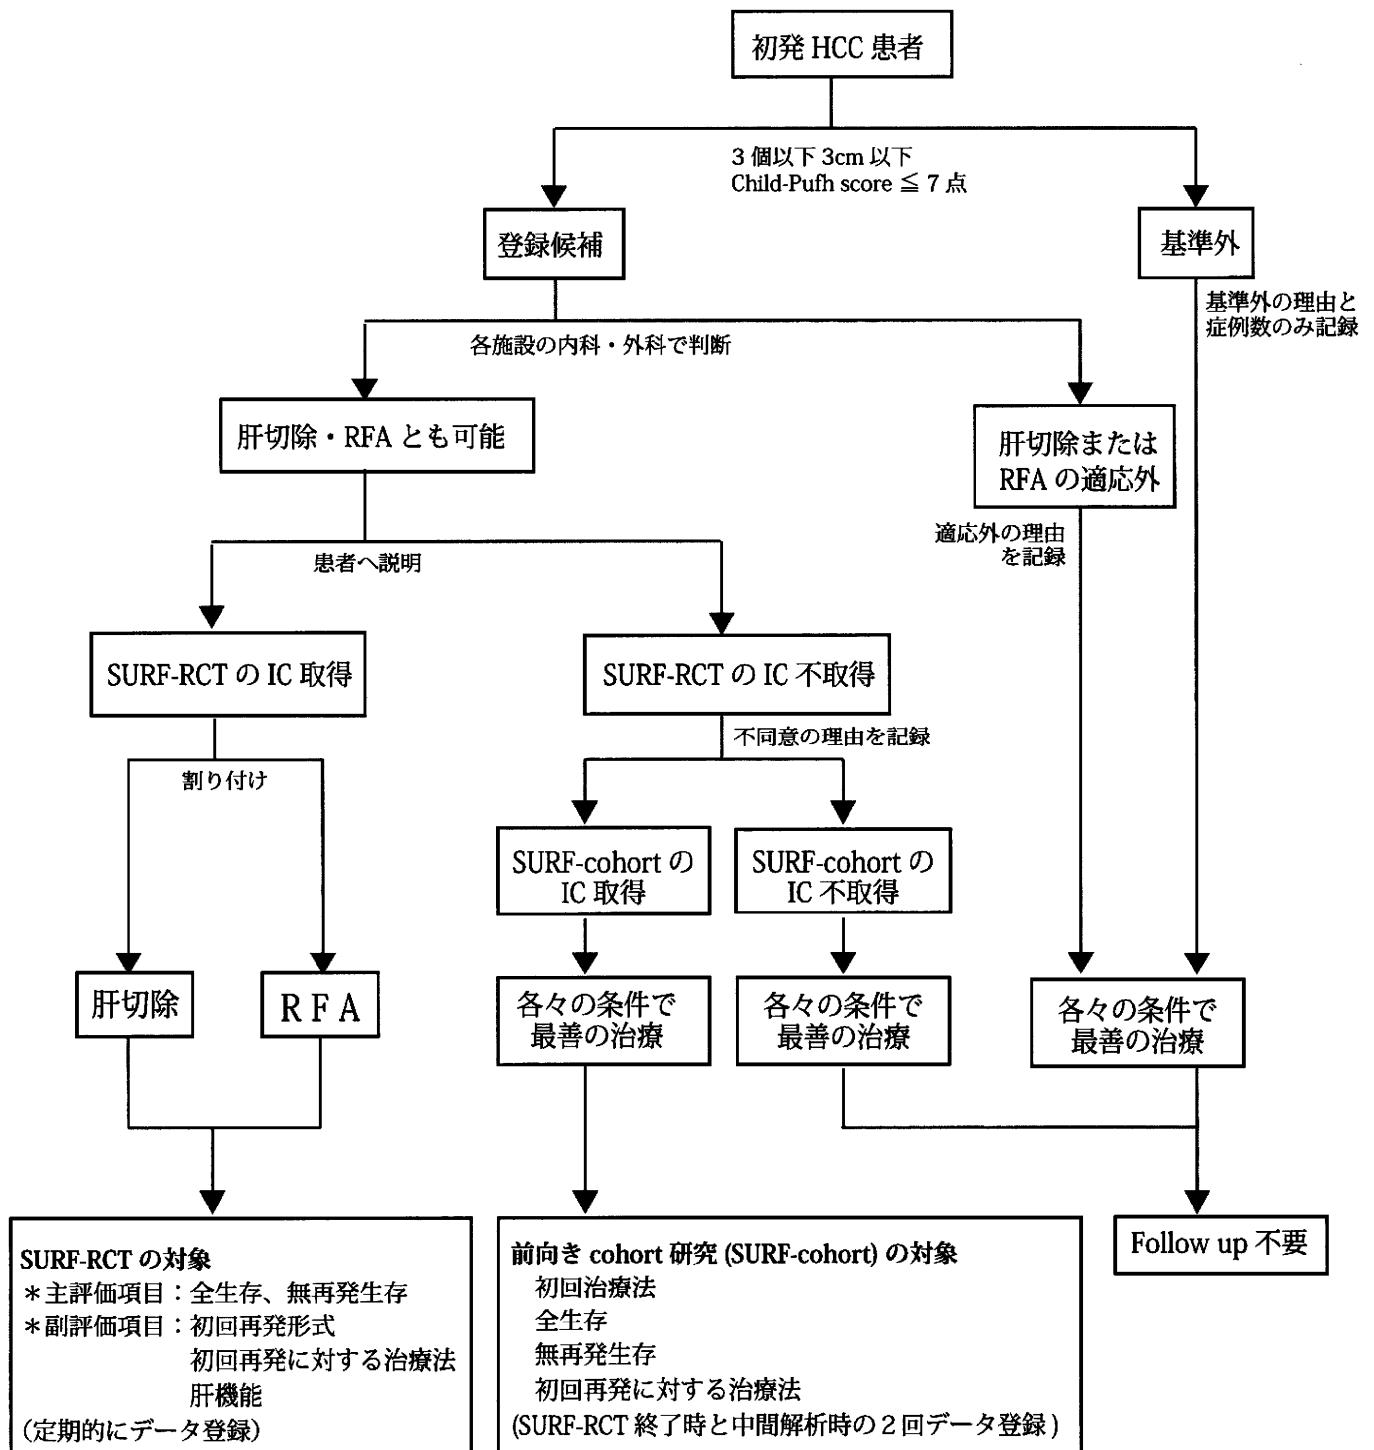 初発 HCC 患者
3 個以下 3cm 以下
Child-Pufh score ≦ 7 点
登録候補
基準外
基準外の理由と
症例数のみ記録
各施設の内科・外科で判断
肝切除・RFA とも可能
肝切除または
RFA の適応外
適応外の理由
を記録
患者へ説明
SURF-RCT の IC 取得
SURF-RCT の IC 不取得
不同意の理由を記録
割り付け
SURF-cohort の
IC 取得
SURF-cohort の
IC 不取得
肝切除
RFA
各々の条件で
最善の治療
各々の条件で
最善の治療
各々の条件で
最善の治療
SURF-RCT の対象
＊主評価項目：全生存、無再発生存
＊副評価項目：初回再発形式
初回再発に対する治療法
肝機能
（定期的にデータ登録）
前向き cohort 研究 (SURF-cohort) の対象
初回治療法
全生存
無再発生存
初回再発に対する治療法
(SURF-RCT 終了時と中間解析時の 2 回データ登録 )
Follow up 不要